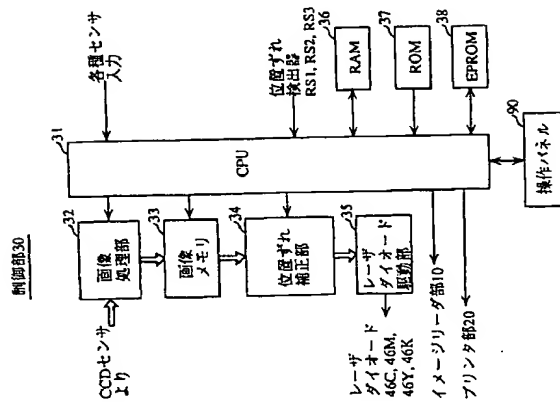 制御部30
各種センサ
入力
位置ずれ
検出器
RS1, RS2, RS3
36
RAM
37
ROM
38
EPROM
31
CPU
90
操作パネル
32
画像
処理部
33
画像
メモリ
34
位置ずれ
補正部
35
レーザ
ダイオード
駆動部
CCDセンサ
より
レーザ
ダイオード
46C, 46M,
46Y, 46K
イメージリーダ部10
プリンタ部20